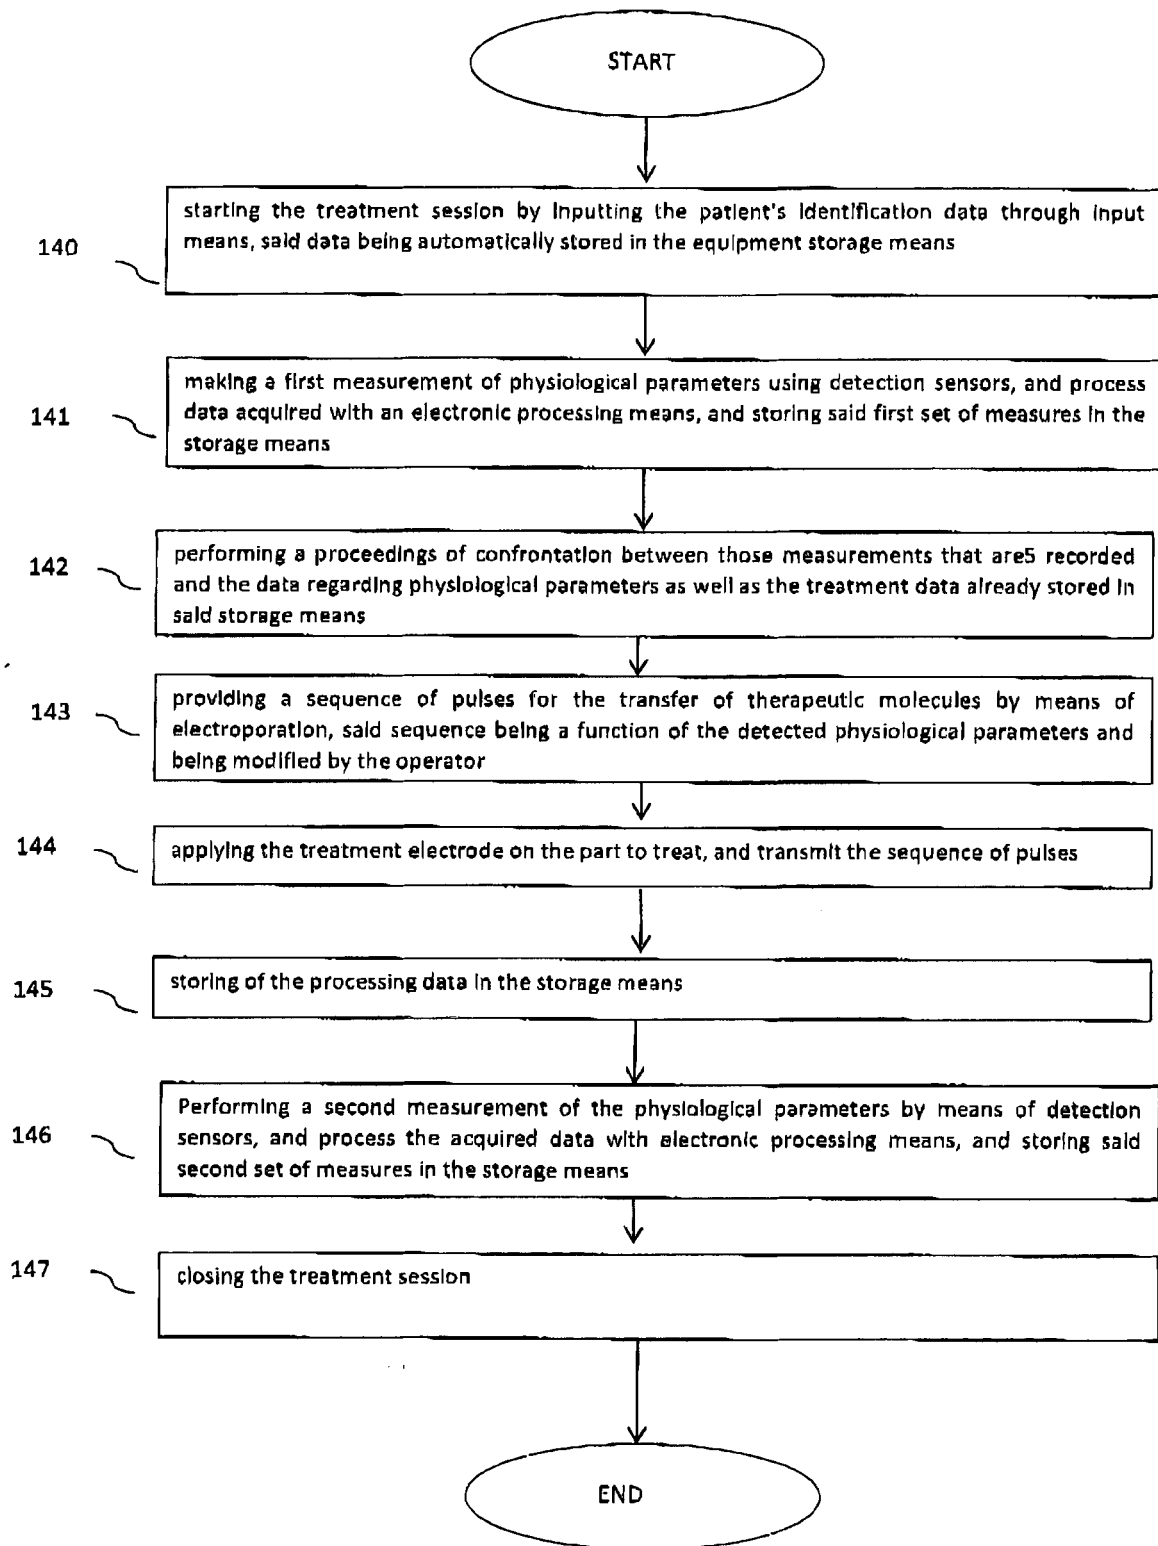 START
starting the treatment session by inputting the patient's identification data through input
means, said data being automatically stored in the equipment storage means
140
making a first measurement of physiological parameters using detection sensors, and process
data acquired with an electronic processing means, and storing said first set of measures in the
storage means
141
performing a proceedings of confrontation between those measurements that are5 recorded
and the data regarding physiological parameters as well as the treatment data already stored in
said storage means
142
providing a sequence of pulses for the transfer of therapeutic molecules by means of
electroporation, said sequence being a function of the detected physiological parameters and
being modified by the operator
143
applying the treatment electrode on the part to treat, and transmit the sequence of pulses
144
storing of the processing data in the storage means
145
Performing a second measurement of the physiological parameters by means of detection
sensors, and process the acquired data with electronic processing means, and storing said
second set of measures in the storage means
146
closing the treatment session
147
END